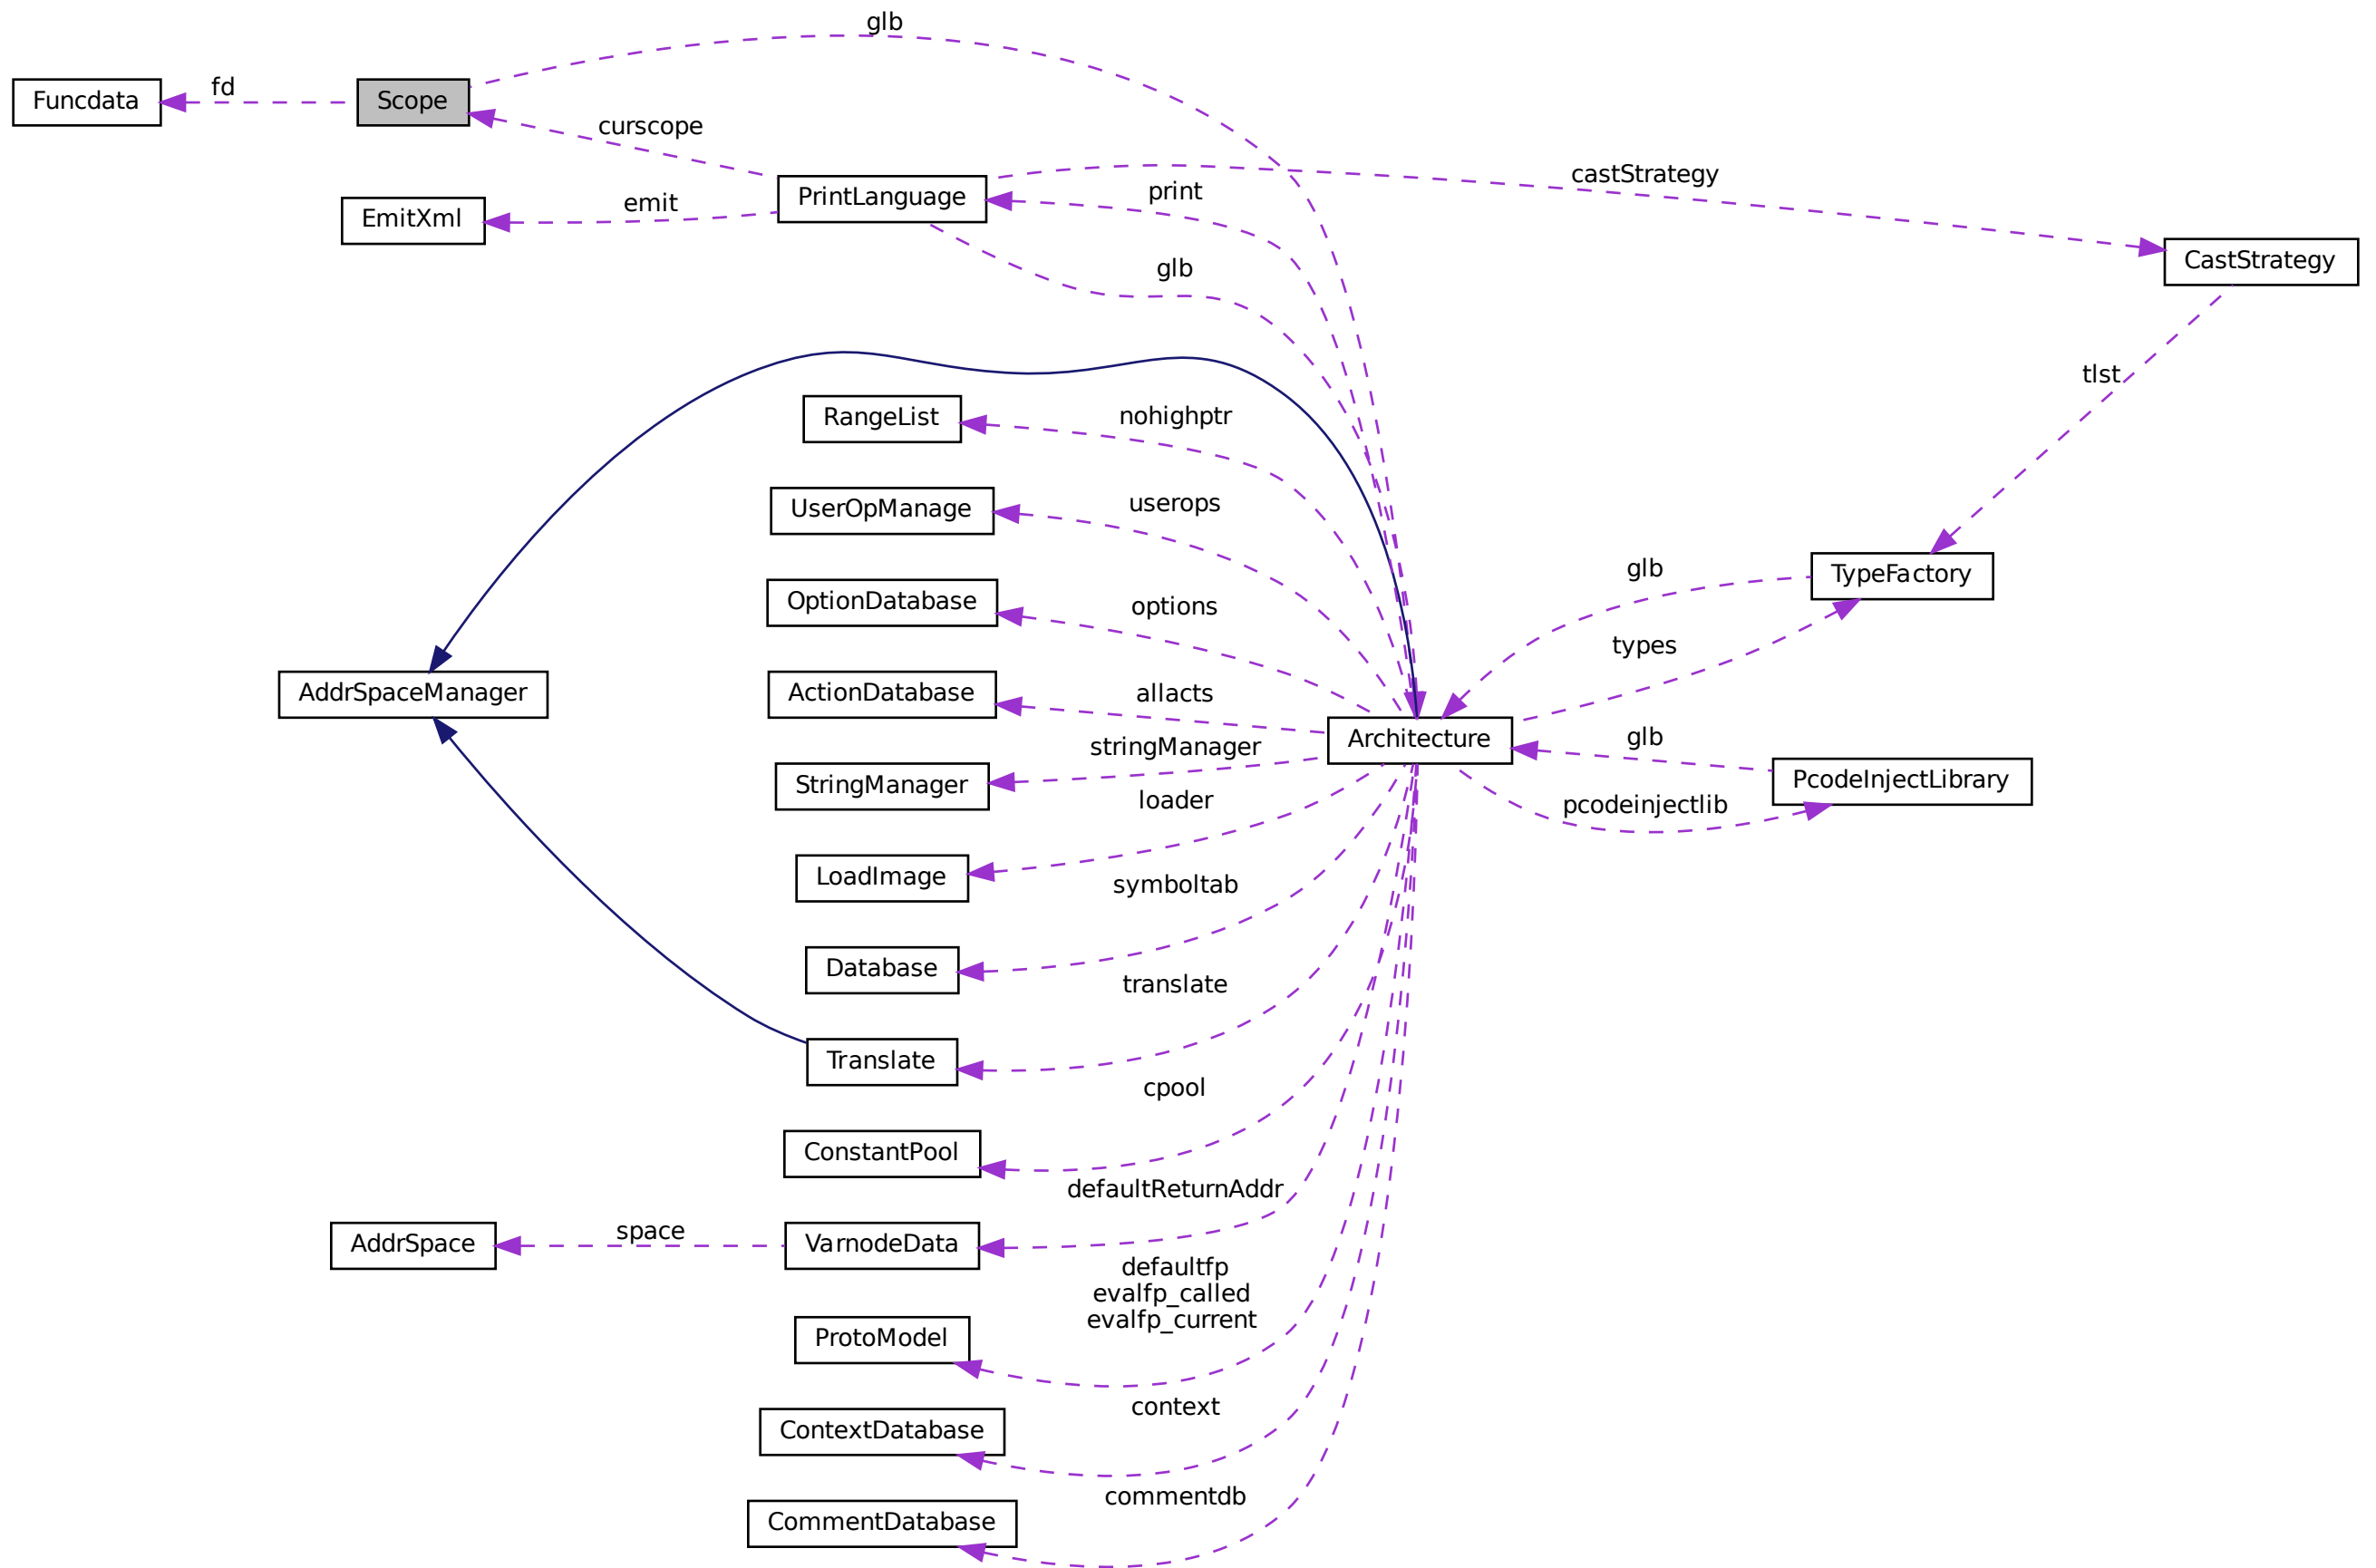 glb
Funcdata
fd
Scope
curscope
PrintLanguage
castStrategy
print
EmitXml
emit
glb
CastStrategy
tlst
RangeList
nohighptr
UserOpManage
userops
OptionDatabase
options
glb
TypeFactory
types
AddrSpaceManager
ActionDatabase
allacts
Architecture
glb
stringManager
StringManager
PcodeInjectLibrary
loader
pcodeinjectlib
LoadImage
symboltab
Database
translate
Translate
cpool
ConstantPool
defaultReturnAddr
AddrSpace
space
VarnodeData
defaultfp
evalfp_called
evalfp_current
ProtoModel
context
ContextDatabase
commentdb
CommentDatabase